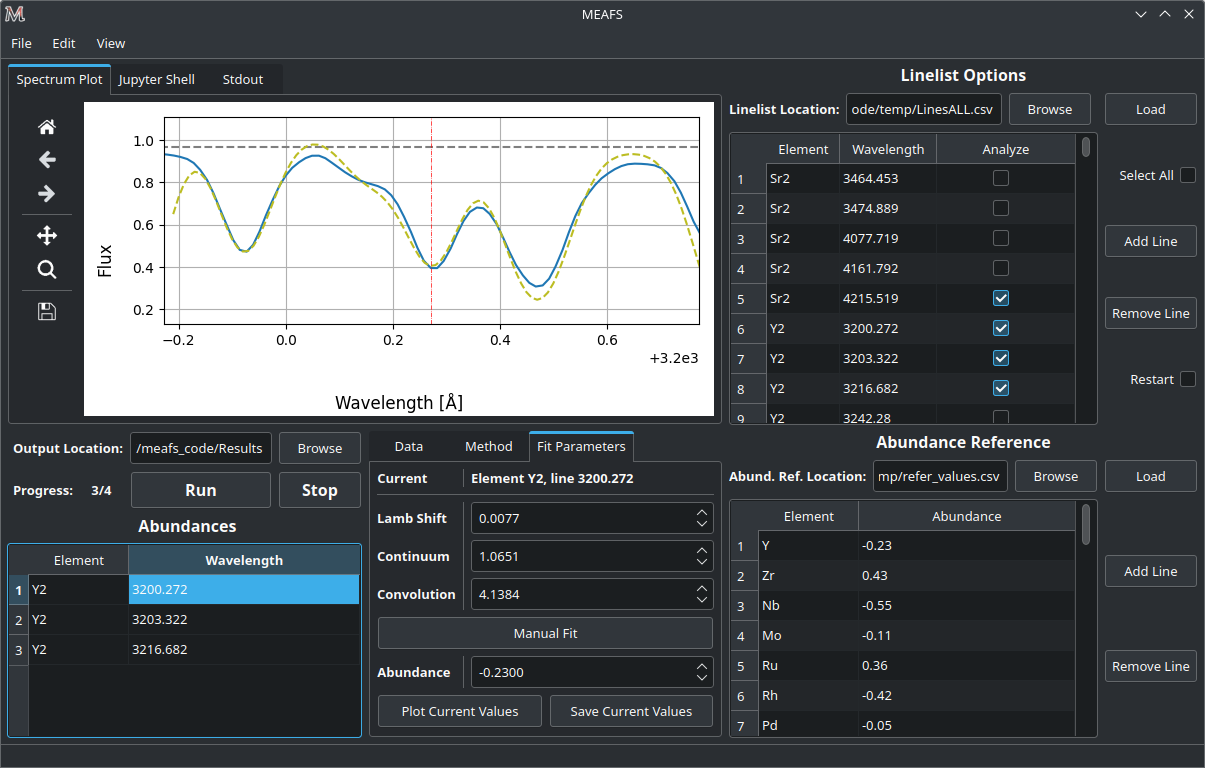 MEAFS
File Edit View
Spectrum Plot Jupyter Shell Stdout
1.0
0.8
0.6
0.4
0.2
Flux
−0.2 0.0 0.2 0.4 0.6
+3.2e3
Wavelength [Å]
Linelist Options
Linelist Location: ode/temp/LinesALL.csv Browse Load
Element Wavelength Analyze
1 Sr2 3464.453
2 Sr2 3474.889
3 Sr2 4077.719
4 Sr2 4161.792
5 Sr2 4215.519
6 Y2 3200.272
7 Y2 3203.322
8 Y2 3216.682
9 Y2 3242.28
Select All
Add Line
Remove Line
Restart
Output Location: /meafs_code/Results Browse
Progress: 3/4 Run Stop
Abundances
Element Wavelength
1 Y2 3200.272
2 Y2 3203.322
3 Y2 3216.682
Data Method Fit Parameters
Current Element Y2, line 3200.272
Lamb Shift 0.0077
Continuum 1.0651
Convolution 4.1384
Manual Fit
Abundance -0.2300
Plot Current Values Save Current Values
Abundance Reference
Abund. Ref. Location: mp/refer_values.csv Browse Load
Element Abundance
1 Y -0.23
2 Zr 0.43
3 Nb -0.55
4 Mo -0.11
5 Ru 0.36
6 Rh -0.42
7 Pd -0.05
Add Line
Remove Line